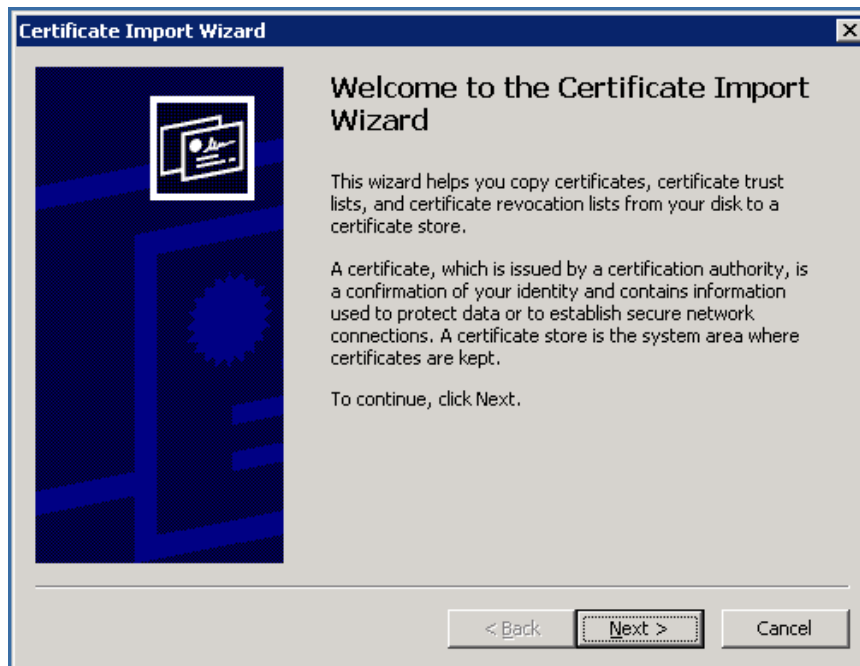 Certificate Import Wizard
Welcome to the Certificate Import
Wizard
This wizard helps you copy certificates, certificate trust
lists, and certificate revocation lists from your disk to a
certificate store.
A certificate, which is issued by a certification authority, is
a confirmation of your identity and contains information
used to protect data or to establish secure network
connections. A certificate store is the system area where
certificates are kept.
To continue, click Next.
< Back Next > Cancel